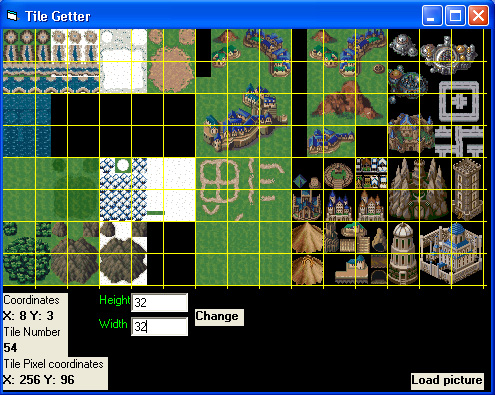 Tile Getter
Coordinates
X: 8 Y: 3
Tile Number
54
Tile Pixel coordinates
X: 256 Y: 96
Height 32
Width 32
Change
Load picture